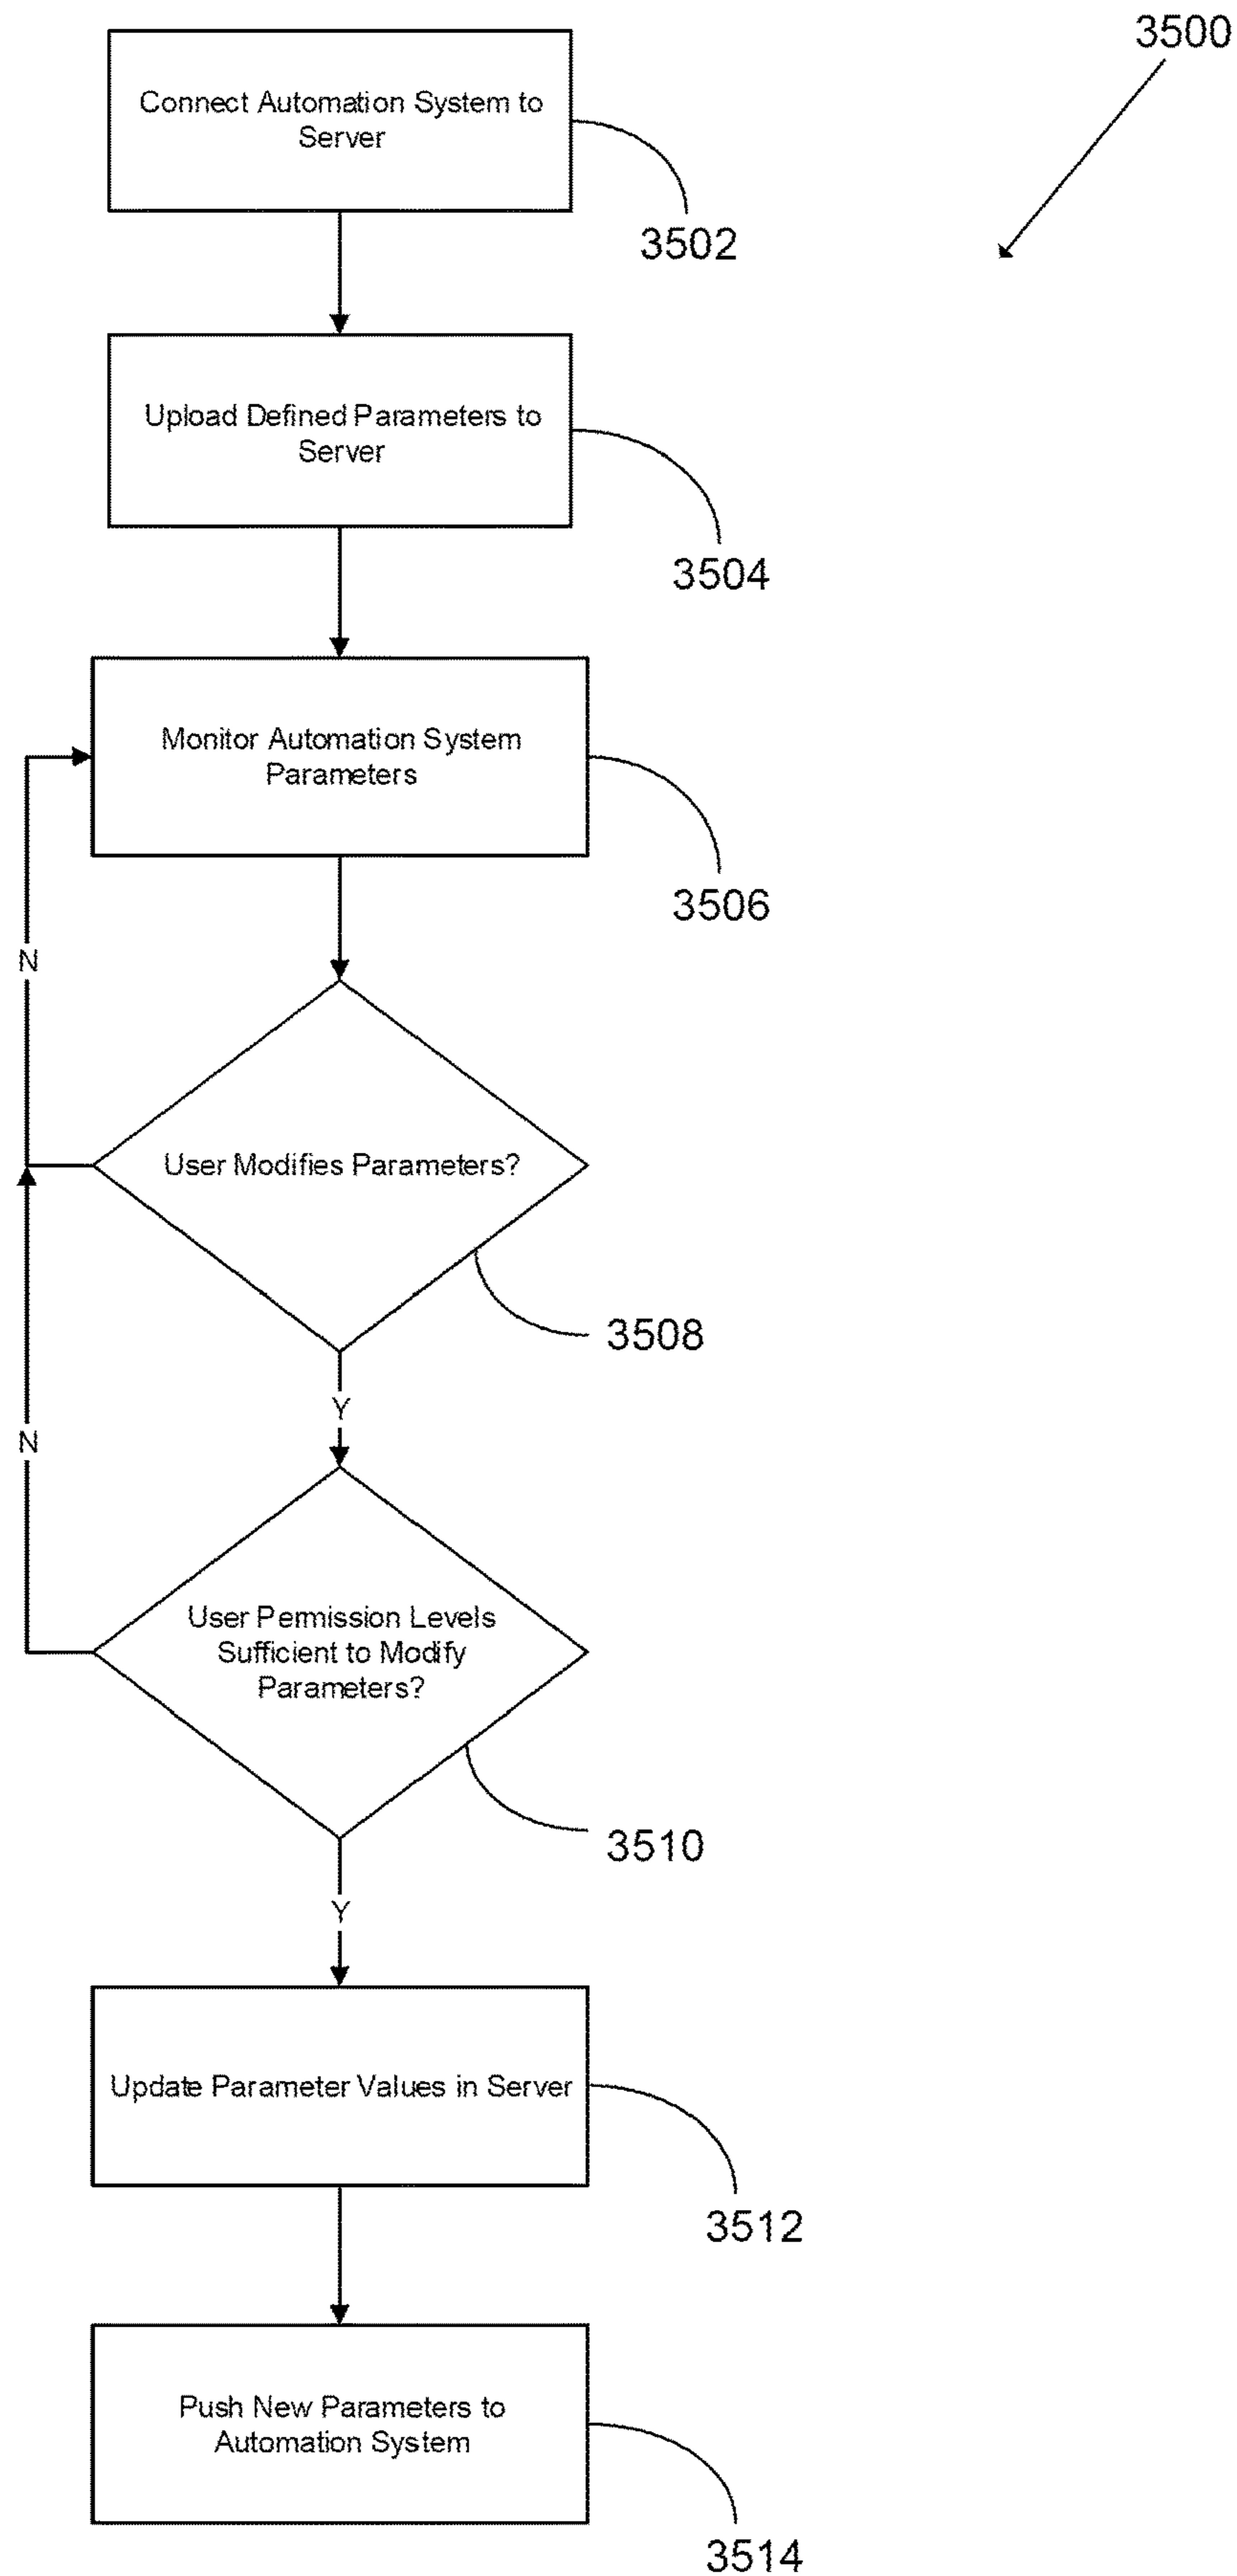 3500
Connect Automation System to
Server
3502
Upload Defined Parameters to
Server
3504
Monitor Automation System
Parameters
3506
N
User Modifies Parameters?
3508
Y
N
User Permission Levels
Sufficient to Modify
Parameters?
3510
Y
Update Parameter Values in Server
3512
Push New Parameters to
Automation System
3514